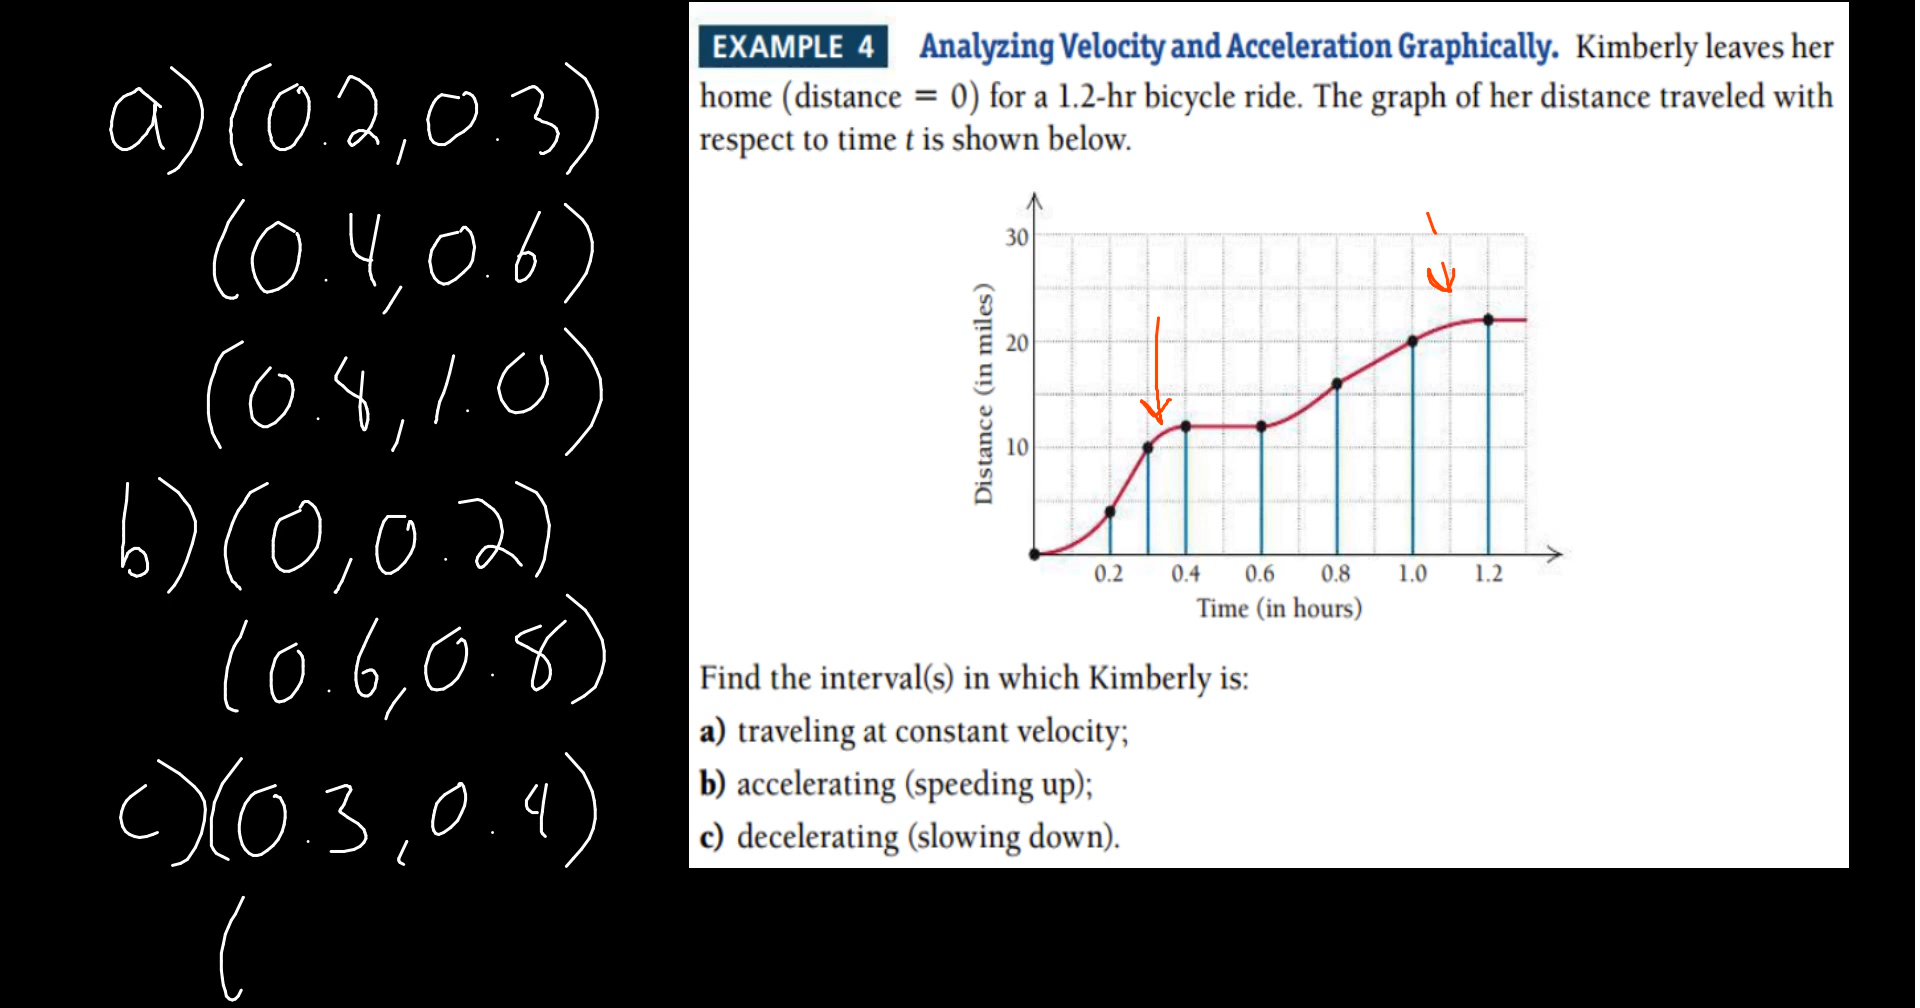 a) (0.2, 0.3)
(0.4, 0.6)
(0.8, 1.0)
b) (0, 0.2)
(0.6, 0.8)
c) (0.3, 0.4)
(
EXAMPLE 4 Analyzing Velocity and Acceleration Graphically. Kimberly leaves her
home (distance = 0) for a 1.2-hr bicycle ride. The graph of her distance traveled with
respect to time t is shown below.
30
20
10
Distance (in miles)
0.2 0.4 0.6 0.8 1.0 1.2
Time (in hours)
Find the interval(s) in which Kimberly is:
a) traveling at constant velocity;
b) accelerating (speeding up);
c) decelerating (slowing down).